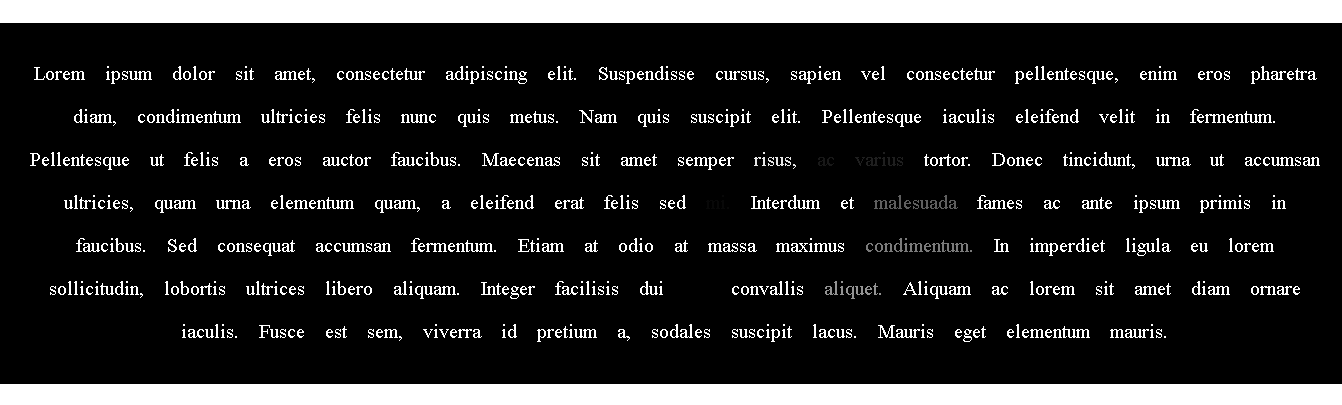 Lorem ipsum dolor sit amet, consectetur adipiscing elit. Suspendisse cursus, sapien vel consectetur pellentesque, enim eros pharetra
diam, condimentum ultricies felis nunc quis metus. Nam quis suscipit elit. Pellentesque iaculis eleifend velit in fermentum.
Pellentesque ut felis a eros auctor faucibus. Maecenas sit amet semper risus, ac varius tortor. Donec tincidunt, urna ut accumsan
ultricies, quam urna elementum quam, a eleifend erat felis sed Interdum et malesuada fames ac ante ipsum primis in
faucibus. Sed consequat accumsan fermentum. Etiam at odio at massa maximus condimentum. In imperdiet ligula eu lorem
sollicitudin, lobortis ultrices libero aliquam. Integer facilisis dui convallis aliquet. Aliquam ac lorem sit amet diam ornare
iaculis. Fusce est sem, viverra id pretium a, sodales suscipit lacus. Mauris eget elementum mauris.